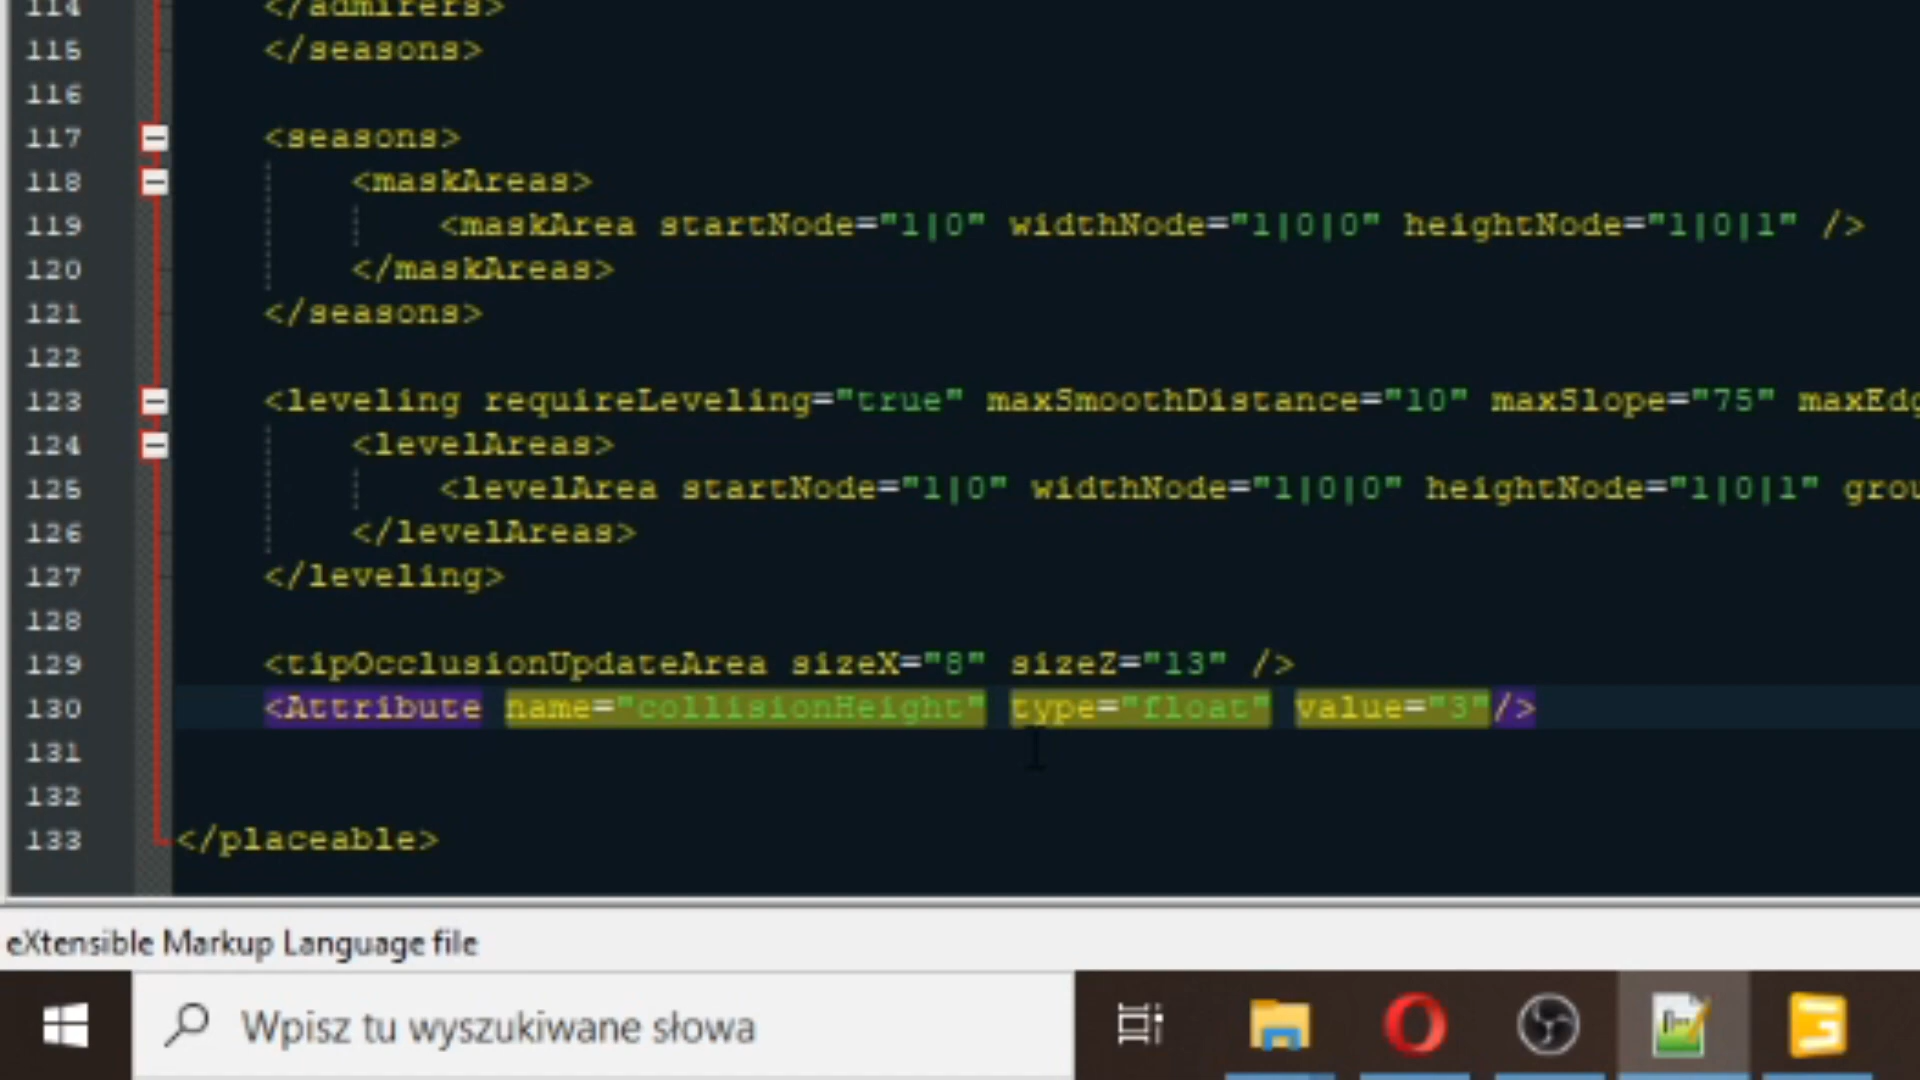 114 </admirers>
115 </seasons>
116
117 <seasons>
118 <maskAreas>
119 <maskArea startNode="1|0" widthNode="1|0|0" heightNode="1|0|1" />
120 </maskAreas>
121 </seasons>
122
123 <leveling requireLeveling="true" maxSmoothDistance="10" maxSlope="75" maxEdg
124 <levelAreas>
125 <levelArea startNode="1|0" widthNode="1|0|0" heightNode="1|0|1" grou
126 </levelAreas>
127 </leveling>
128
129 <tipOcclusionUpdateArea sizeX="8" sizeZ="13" />
130 <Attribute name="collisionHeight" type="float" value="3"/>
131
132
133 </placeable>
eXtensible Markup Language file
Wpisz tu wyszukiwane słowa